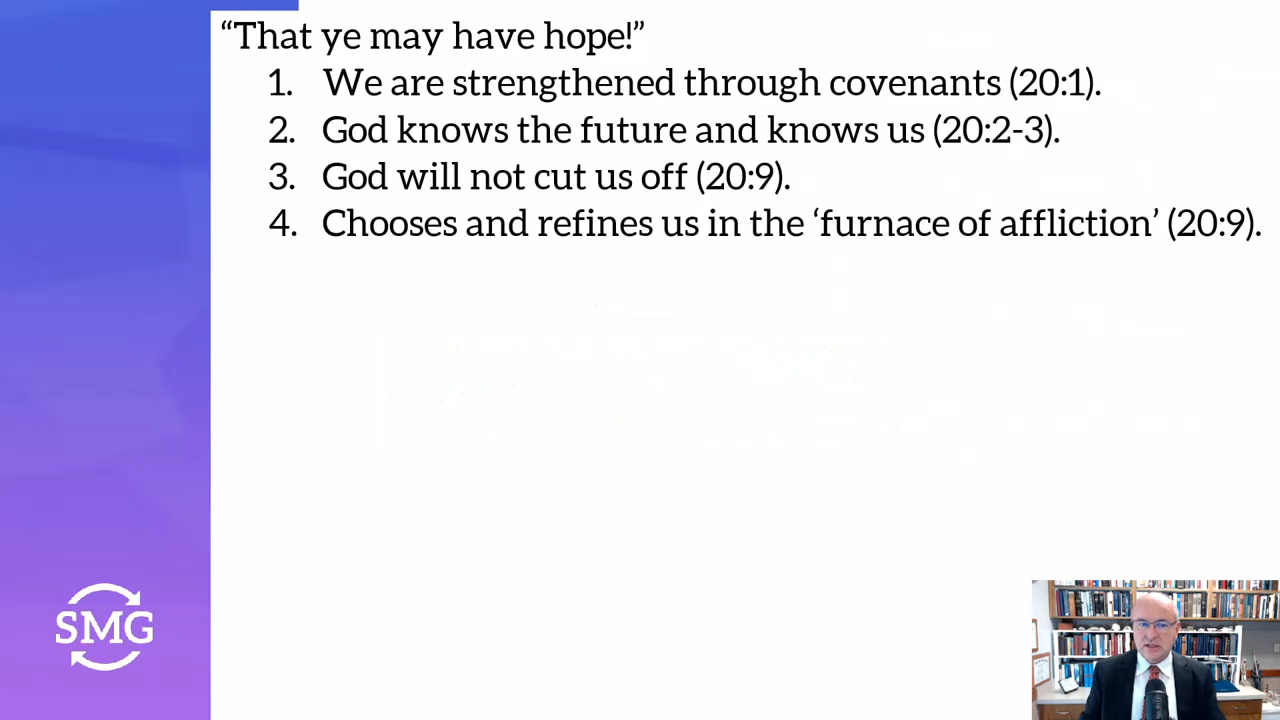 “That ye may have hope!”
1. We are strengthened through covenants (20:1).
2. God knows the future and knows us (20:2-3).
3. God will not cut us off (20:9).
4. Chooses and refines us in the ‘furnace of affliction’ (20:9).
SMG